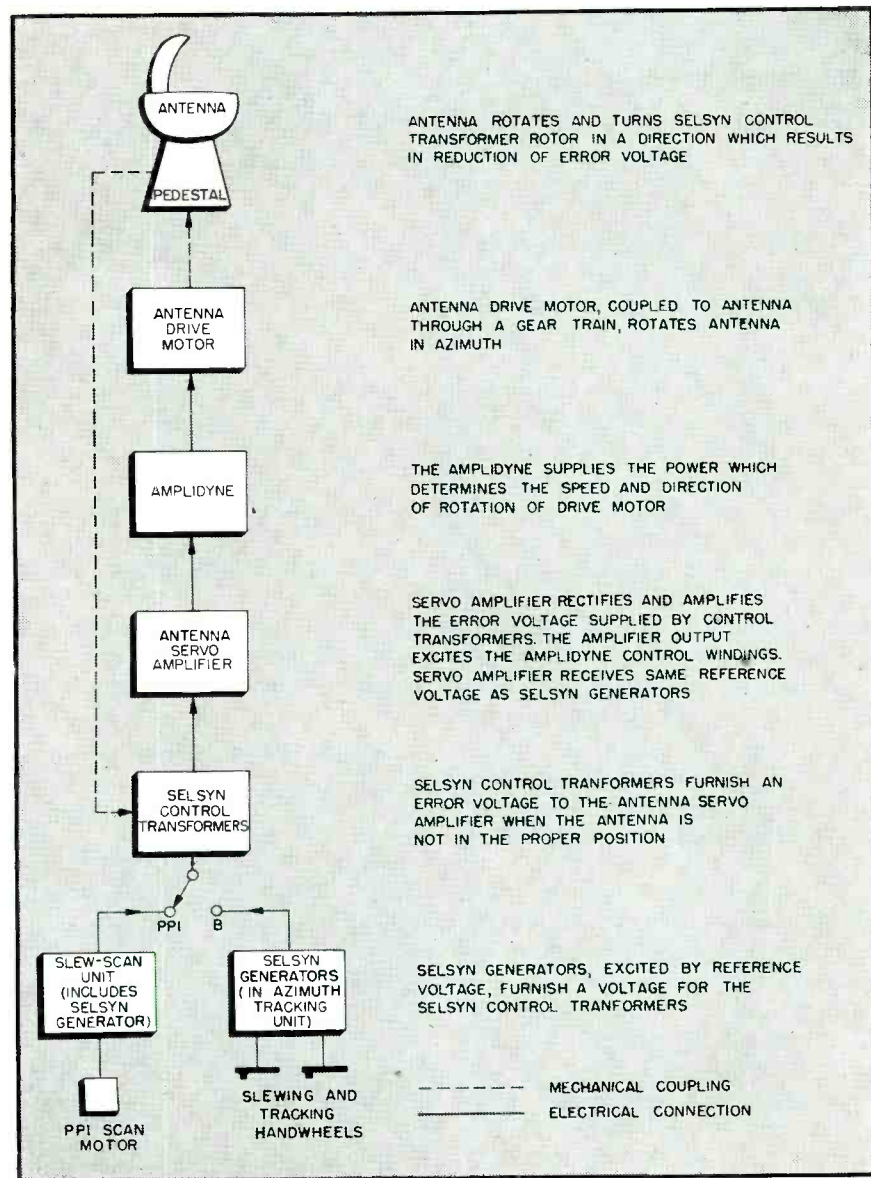 ANTENNA
PEDESTAL
ANTENNA ROTATES AND TURNS SELSYN CONTROL
TRANSFORMER ROTOR IN A DIRECTION WHICH RESULTS
IN REDUCTION OF ERROR VOLTAGE
ANTENNA
DRIVE
MOTOR
ANTENNA DRIVE MOTOR, COUPLED TO ANTENNA
THROUGH A GEAR TRAIN, ROTATES ANTENNA
IN AZIMUTH
AMPLIDYNE
THE AMPLIDYNE SUPPLIES THE POWER WHICH
DETERMINES THE SPEED AND DIRECTION
OF ROTATION OF DRIVE MOTOR
ANTENNA
SERVO
AMPLIFIER
SERVO AMPLIFIER RECTIFIES AND AMPLIFIES
THE ERROR VOLTAGE SUPPLIED BY CONTROL
TRANSFORMERS. THE AMPLIFIER OUTPUT
EXCITES THE AMPLIDYNE CONTROL WINDINGS.
SERVO AMPLIFIER RECEIVES SAME REFERENCE
VOLTAGE AS SELSYN GENERATORS
SELSYN
CONTROL
TRANSFORMERS
SELSYN CONTROL TRANFORMERS FURNISH AN
ERROR VOLTAGE TO THE ANTENNA SERVO
AMPLIFIER WHEN THE ANTENNA IS
NOT IN THE PROPER POSITION
PPI
B
SLEW-SCAN
UNIT
(INCLUDES
SELSYN
GENERATOR)
SELSYN
GENERATORS
(IN AZIMUTH
TRACKING
UNIT)
SELSYN GENERATORS, EXCITED BY REFERENCE
VOLTAGE, FURNISH A VOLTAGE FOR THE
SELSYN CONTROL TRANFORMERS
PPI SCAN
MOTOR
SLEWING AND
TRACKING
HANDWHEELS
MECHANICAL COUPLING
ELECTRICAL CONNECTION